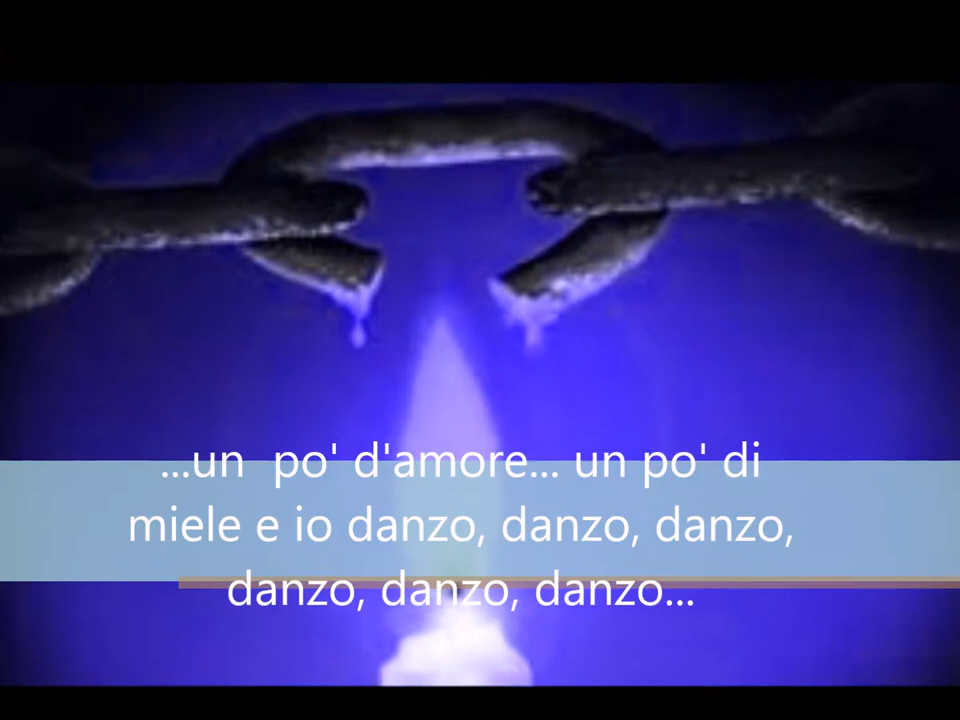 ...un  po' d'amore... un po' di
miele e io danzo, danzo, danzo,
danzo, danzo, danzo...